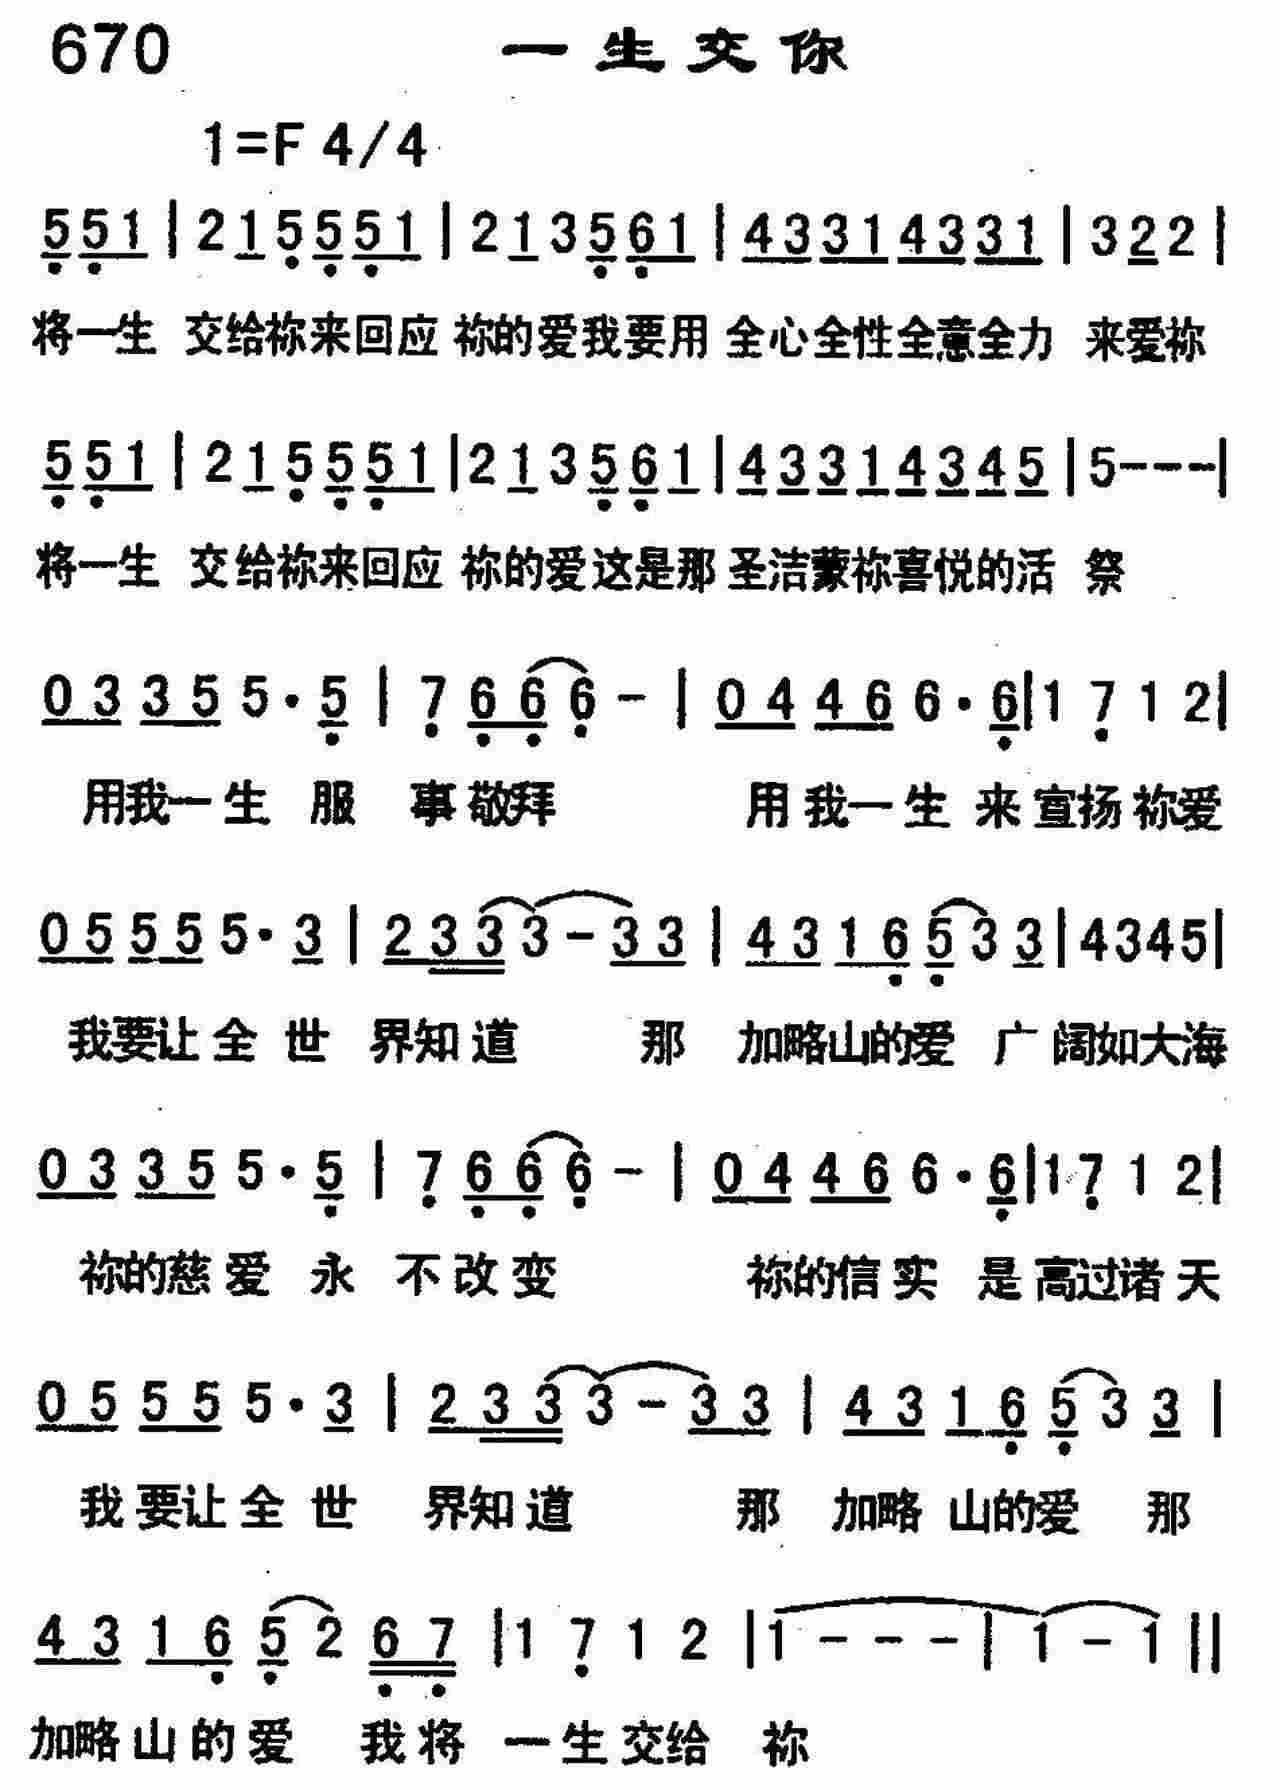 670 一生交你
1=F 4/4
5 5 1 | 2 1 5 5 5 1 | 2 1 3 5 6 1 | 4 3 3 1 4 3 3 1 | 3 2 2 |
将一生 交给祢来回应 祢的爱我要用 全心全性全意全力 来爱祢
5 5 1 | 2 1 5 5 5 1 | 2 1 3 5 6 1 | 4 3 3 1 4 3 4 5 | 5 - - - |
将一生 交给祢来回应 祢的爱这是那 圣洁蒙祢喜悦的活 祭
0 3 3 5 5 · 5 | 7 6 6 6 - | 0 4 4 6 6 · 6 | 1 7 1 2 |
用我一生 服 事敬拜 用我一生 来宣扬祢爱
0 5 5 5 5 · 3 | 2 3 3 3 - 3 3 | 4 3 1 6 5 3 3 | 4 3 4 5 |
我要让全世 界知道 那 加略山的爱 广阔如大海
0 3 3 5 5 · 5 | 7 6 6 6 - | 0 4 4 6 6 · 6 | 1 7 1 2 |
祢的慈爱 永 不改变 祢的信实 是高过诸天
0 5 5 5 5 · 3 | 2 3 3 3 - 3 3 | 4 3 1 6 5 3 3 |
我要让全世 界知道 那 加略山的爱 那
4 3 1 6 5 2 6 7 | 1 7 1 2 | 1 - - - | 1 - 1 ||
加略山的爱 我将 一生交给 祢